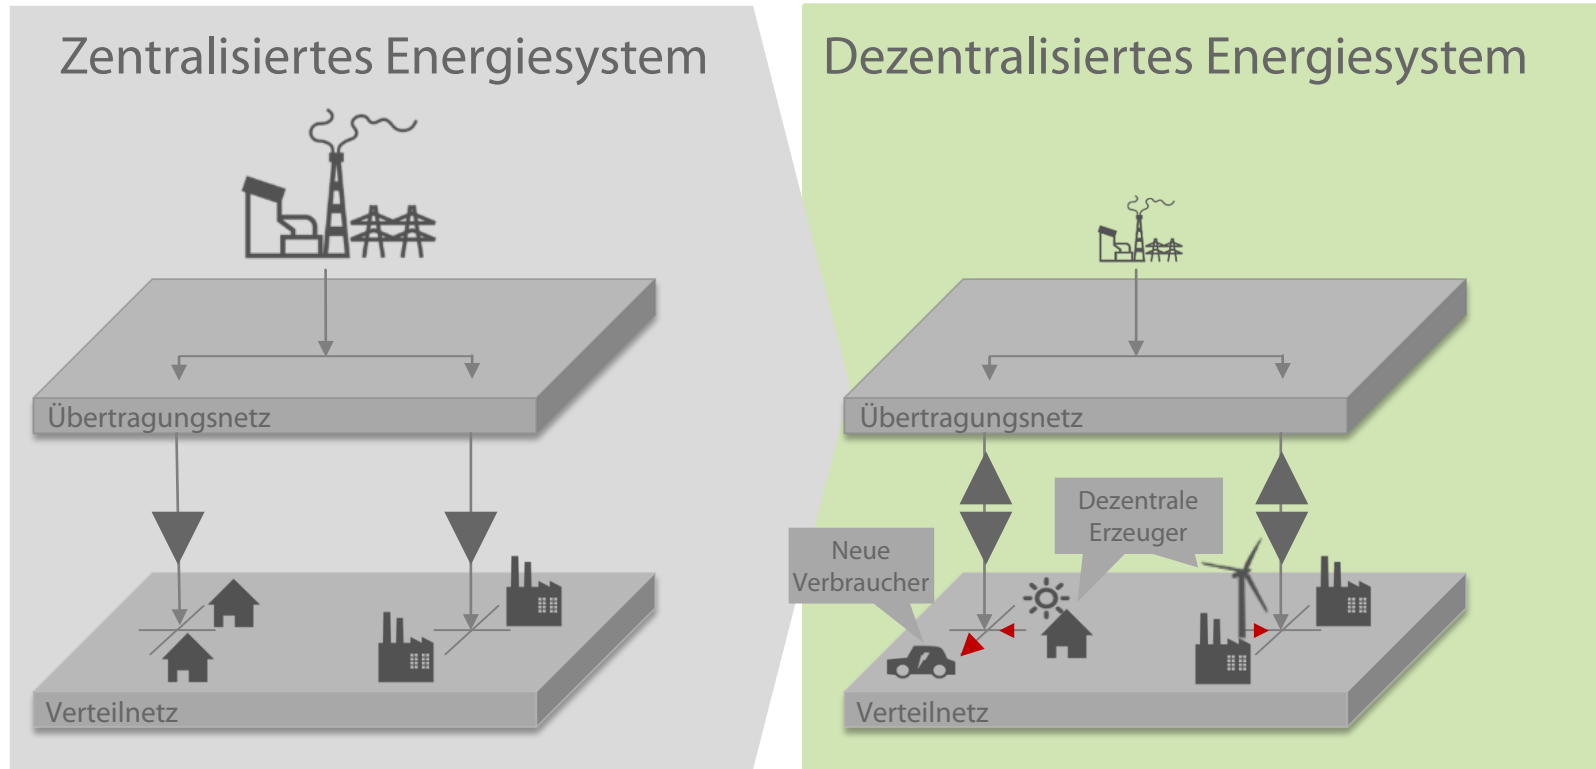 Zentralisiertes Energiesystem
Übertragungsnetz
Verteilnetz
Dezentralisiertes Energiesystem
Übertragungsnetz
Dezentrale
Erzeuger
Neue
Verbraucher
Verteilnetz